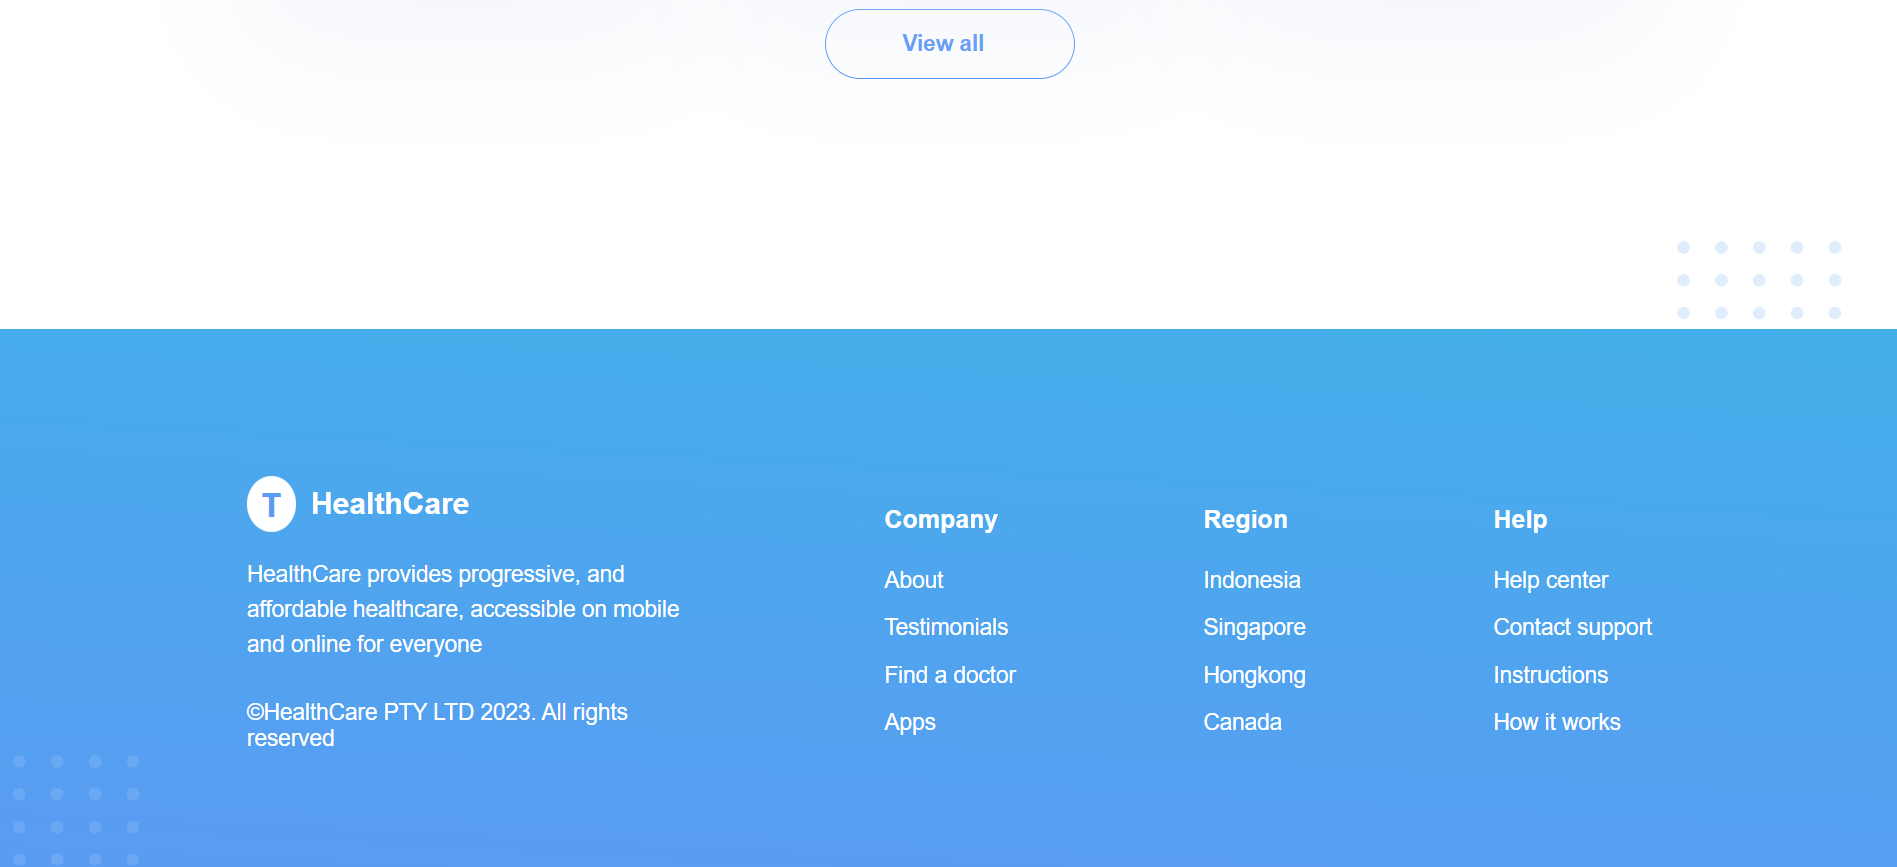 View all
T HealthCare
HealthCare provides progressive, and
affordable healthcare, accessible on mobile
and online for everyone
©HealthCare PTY LTD 2023. All rights
reserved
Company
About
Testimonials
Find a doctor
Apps
Region
Indonesia
Singapore
Hongkong
Canada
Help
Help center
Contact support
Instructions
How it works